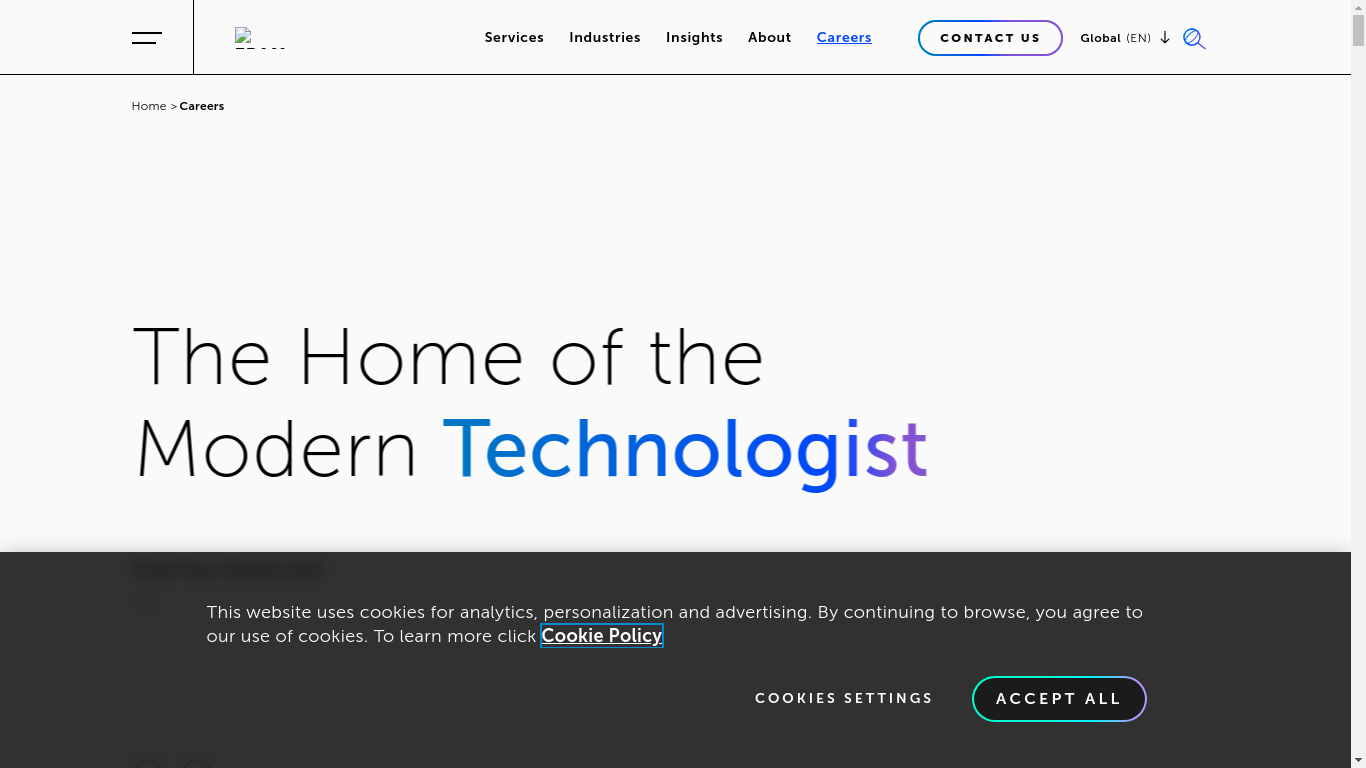 Services Industries Insights About Careers CONTACT US Global (EN)
Home > Careers
The Home of the
Modern Technologist
This website uses cookies for analytics, personalization and advertising. By continuing to browse, you agree to
our use of cookies. To learn more click Cookie Policy
COOKIES SETTINGS ACCEPT ALL